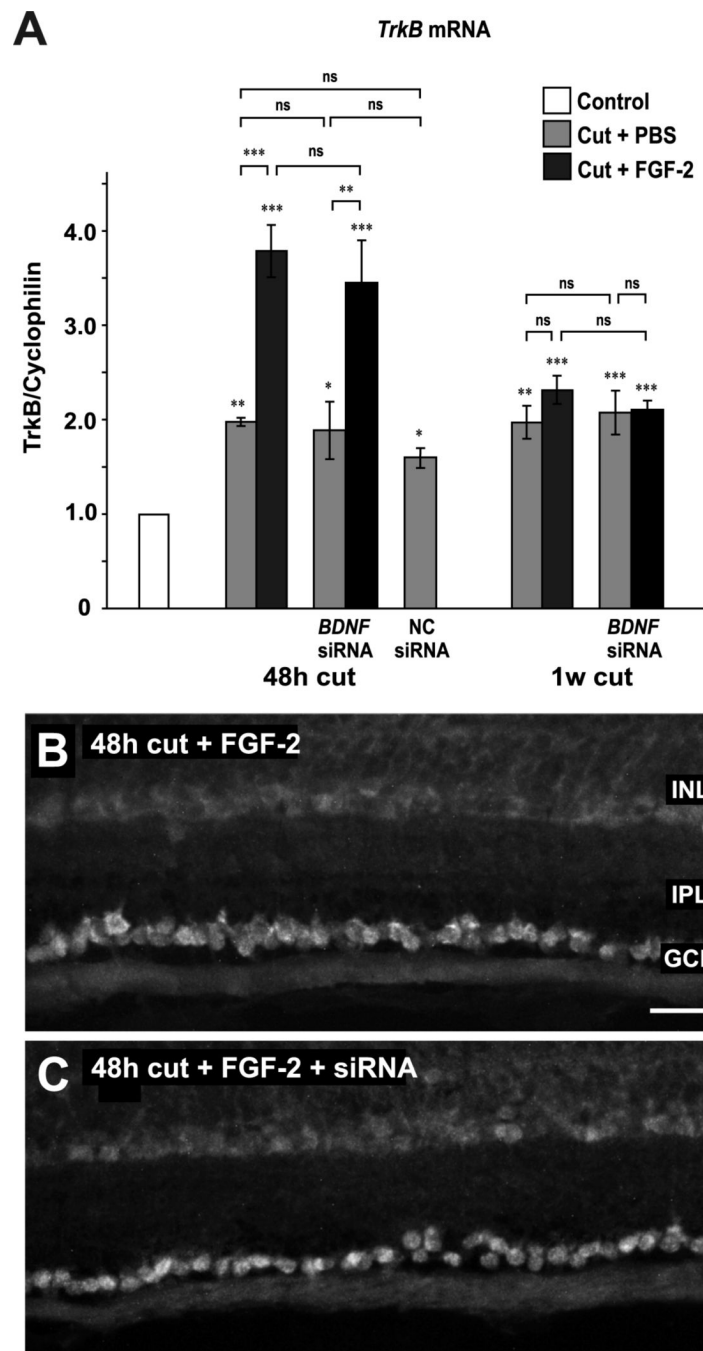 A
TrkB mRNA
Control
Cut + PBS
Cut + FGF-2
ns
ns
ns
***
ns
***
**
***
**
*
*
ns
ns
ns
ns
**
***
***
***
TrkB/Cyclophilin
4.0
3.0
2.0
1.0
0
BDNF
siRNA
NC
siRNA
BDNF
siRNA
48h cut
1w cut
B
48h cut + FGF-2
INL
IPL
C
48h cut + FGF-2 + siRNA